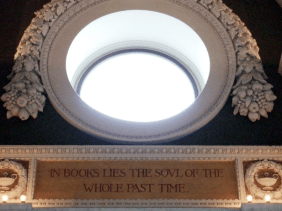 IN BOOKS LIES THE SOVL OF THE
WHOLE PAST TIME.